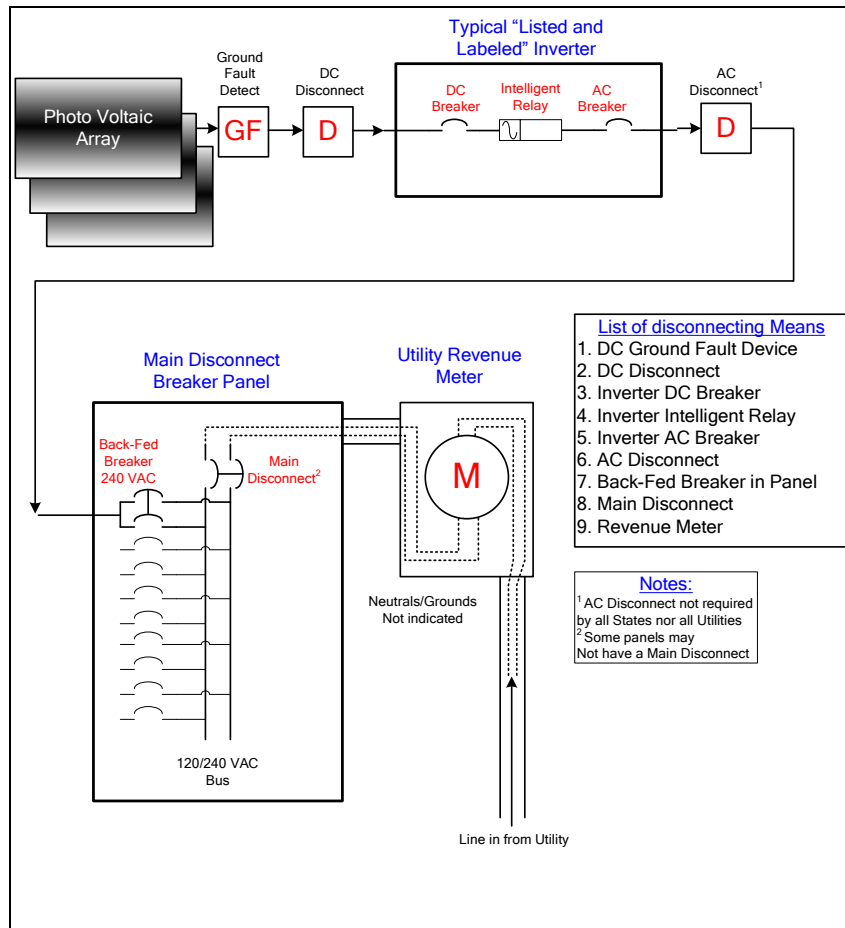 Typical “Listed and
Labeled” Inverter
Ground
Fault
Detect
DC
Disconnect
AC
Disconnect1
Photo Voltaic
Array
GF
D
DC
Breaker
Intelligent
Relay
AC
Breaker
D
Main Disconnect
Breaker Panel
Utility Revenue
Meter
Back-Fed
Breaker
240 VAC
Main
Disconnect2
M
Neutrals/Grounds
Not indicated
120/240 VAC
Bus
Line in from Utility
List of disconnecting Means
1. DC Ground Fault Device
2. DC Disconnect
3. Inverter DC Breaker
4. Inverter Intelligent Relay
5. Inverter AC Breaker
6. AC Disconnect
7. Back-Fed Breaker in Panel
8. Main Disconnect
9. Revenue Meter
Notes:
1 AC Disconnect not required
by all States nor all Utilities
2 Some panels may
Not have a Main Disconnect